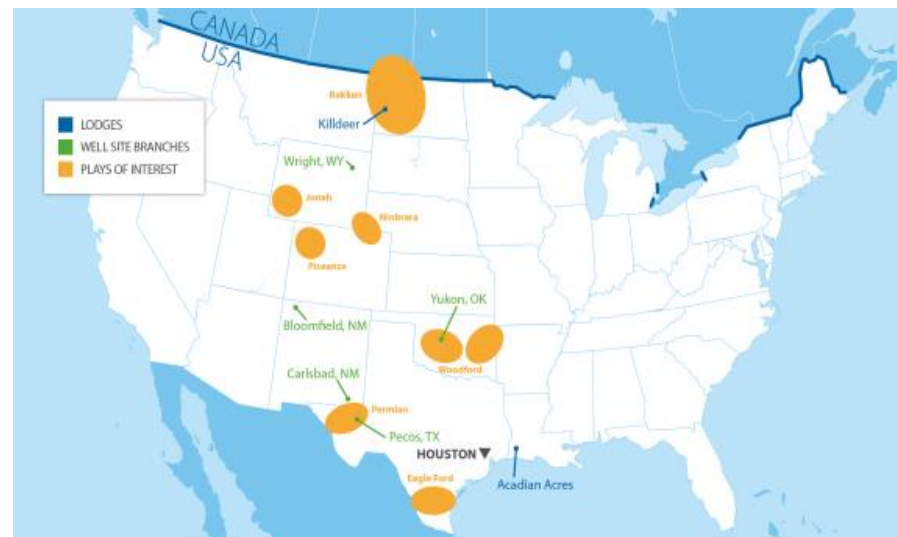 CANADA
USA
LODGES
WELL SITE BRANCHES
PLAYS OF INTEREST
Bakken
Killdeer
Wright, WY
Jonah
Niobrara
Piceance
Yukon, OK
Bloomfield, NM
Woodford
Carlsbad, NM
Permian
Pecos, TX
HOUSTON
Eagle Ford
Acadian Acres